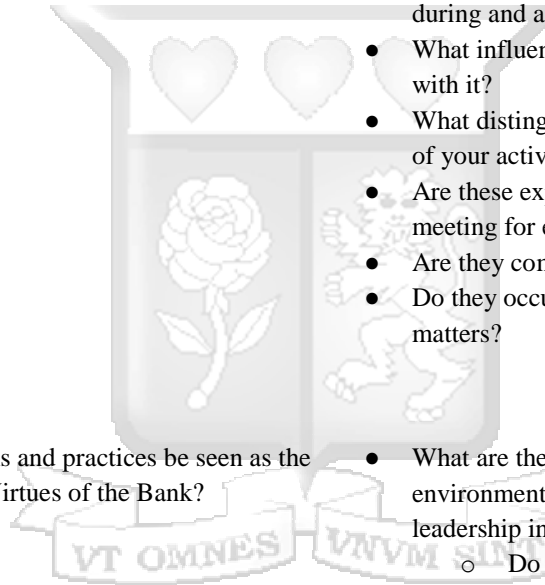 during and a
● What influen
with it?
● What disting
of your activ
● Are these ex
meeting for
● Are they con
● Do they occu
matters?
s and practices be seen as the
Virtues of the Bank?
● What are the
environment
leadership in
o Do
VT OMNES VNVM SINT